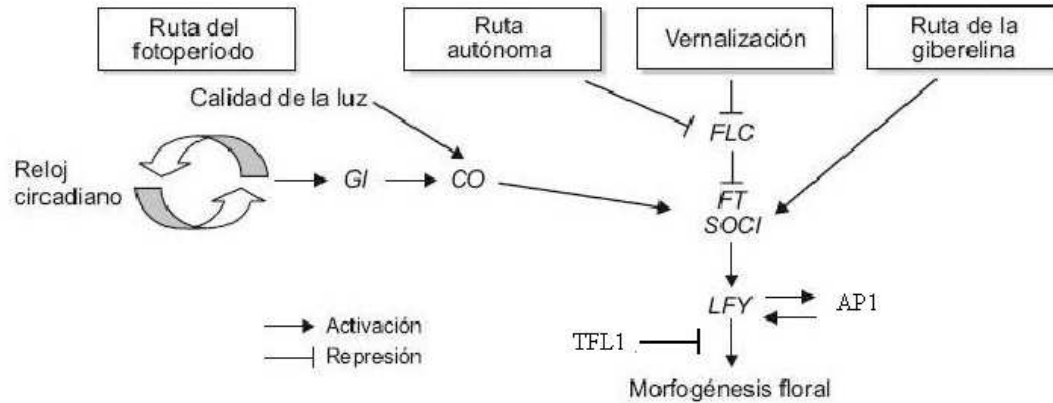 Ruta del
fotoperíodo
Ruta
autónoma
Vernalización
Ruta de la
giberelina
Calidad de la luz
FLC
Reloj
circadiano
GI
CO
FT
SOCI
LFY
AP1
Activación
Represión
TFL1
Morfogénesis floral